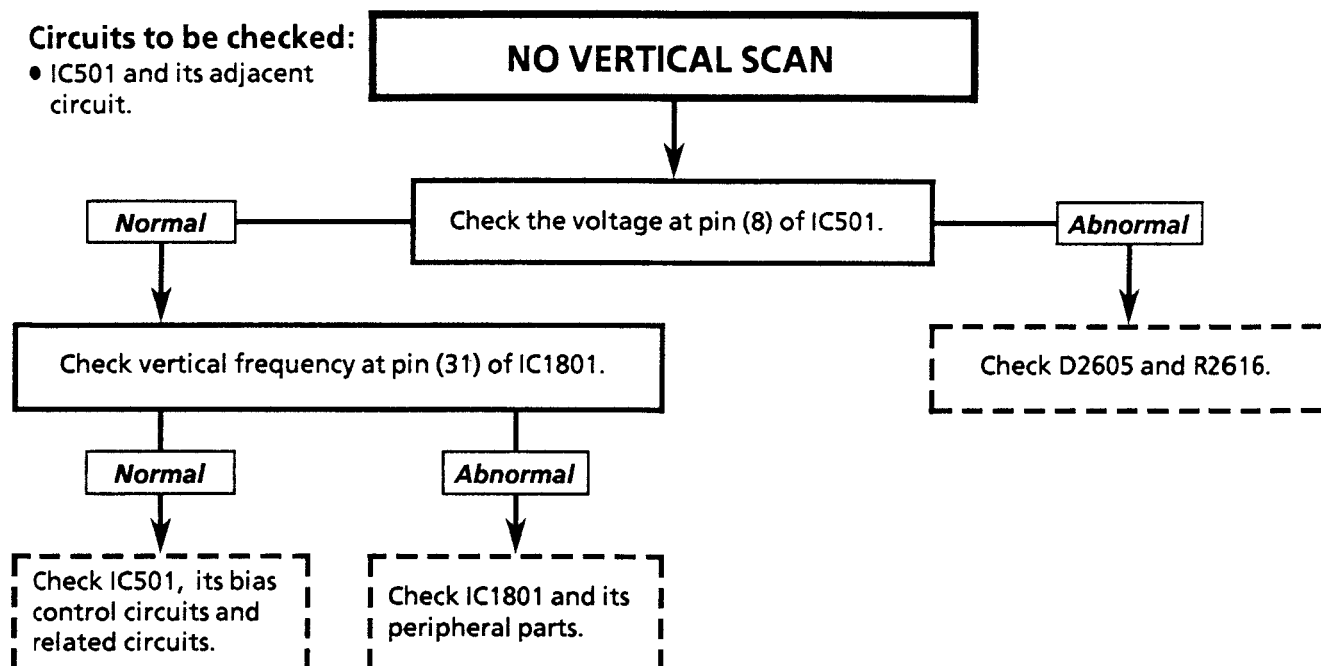 Circuits to be checked:
● IC501 and its adjacent
circuit.
NO VERTICAL SCAN
Check the voltage at pin (8) of IC501.
Normal
Abnormal
Check vertical frequency at pin (31) of IC1801.
Check D2605 and R2616.
Normal
Abnormal
Check IC501, its bias
control circuits and
related circuits.
Check IC1801 and its
peripheral parts.